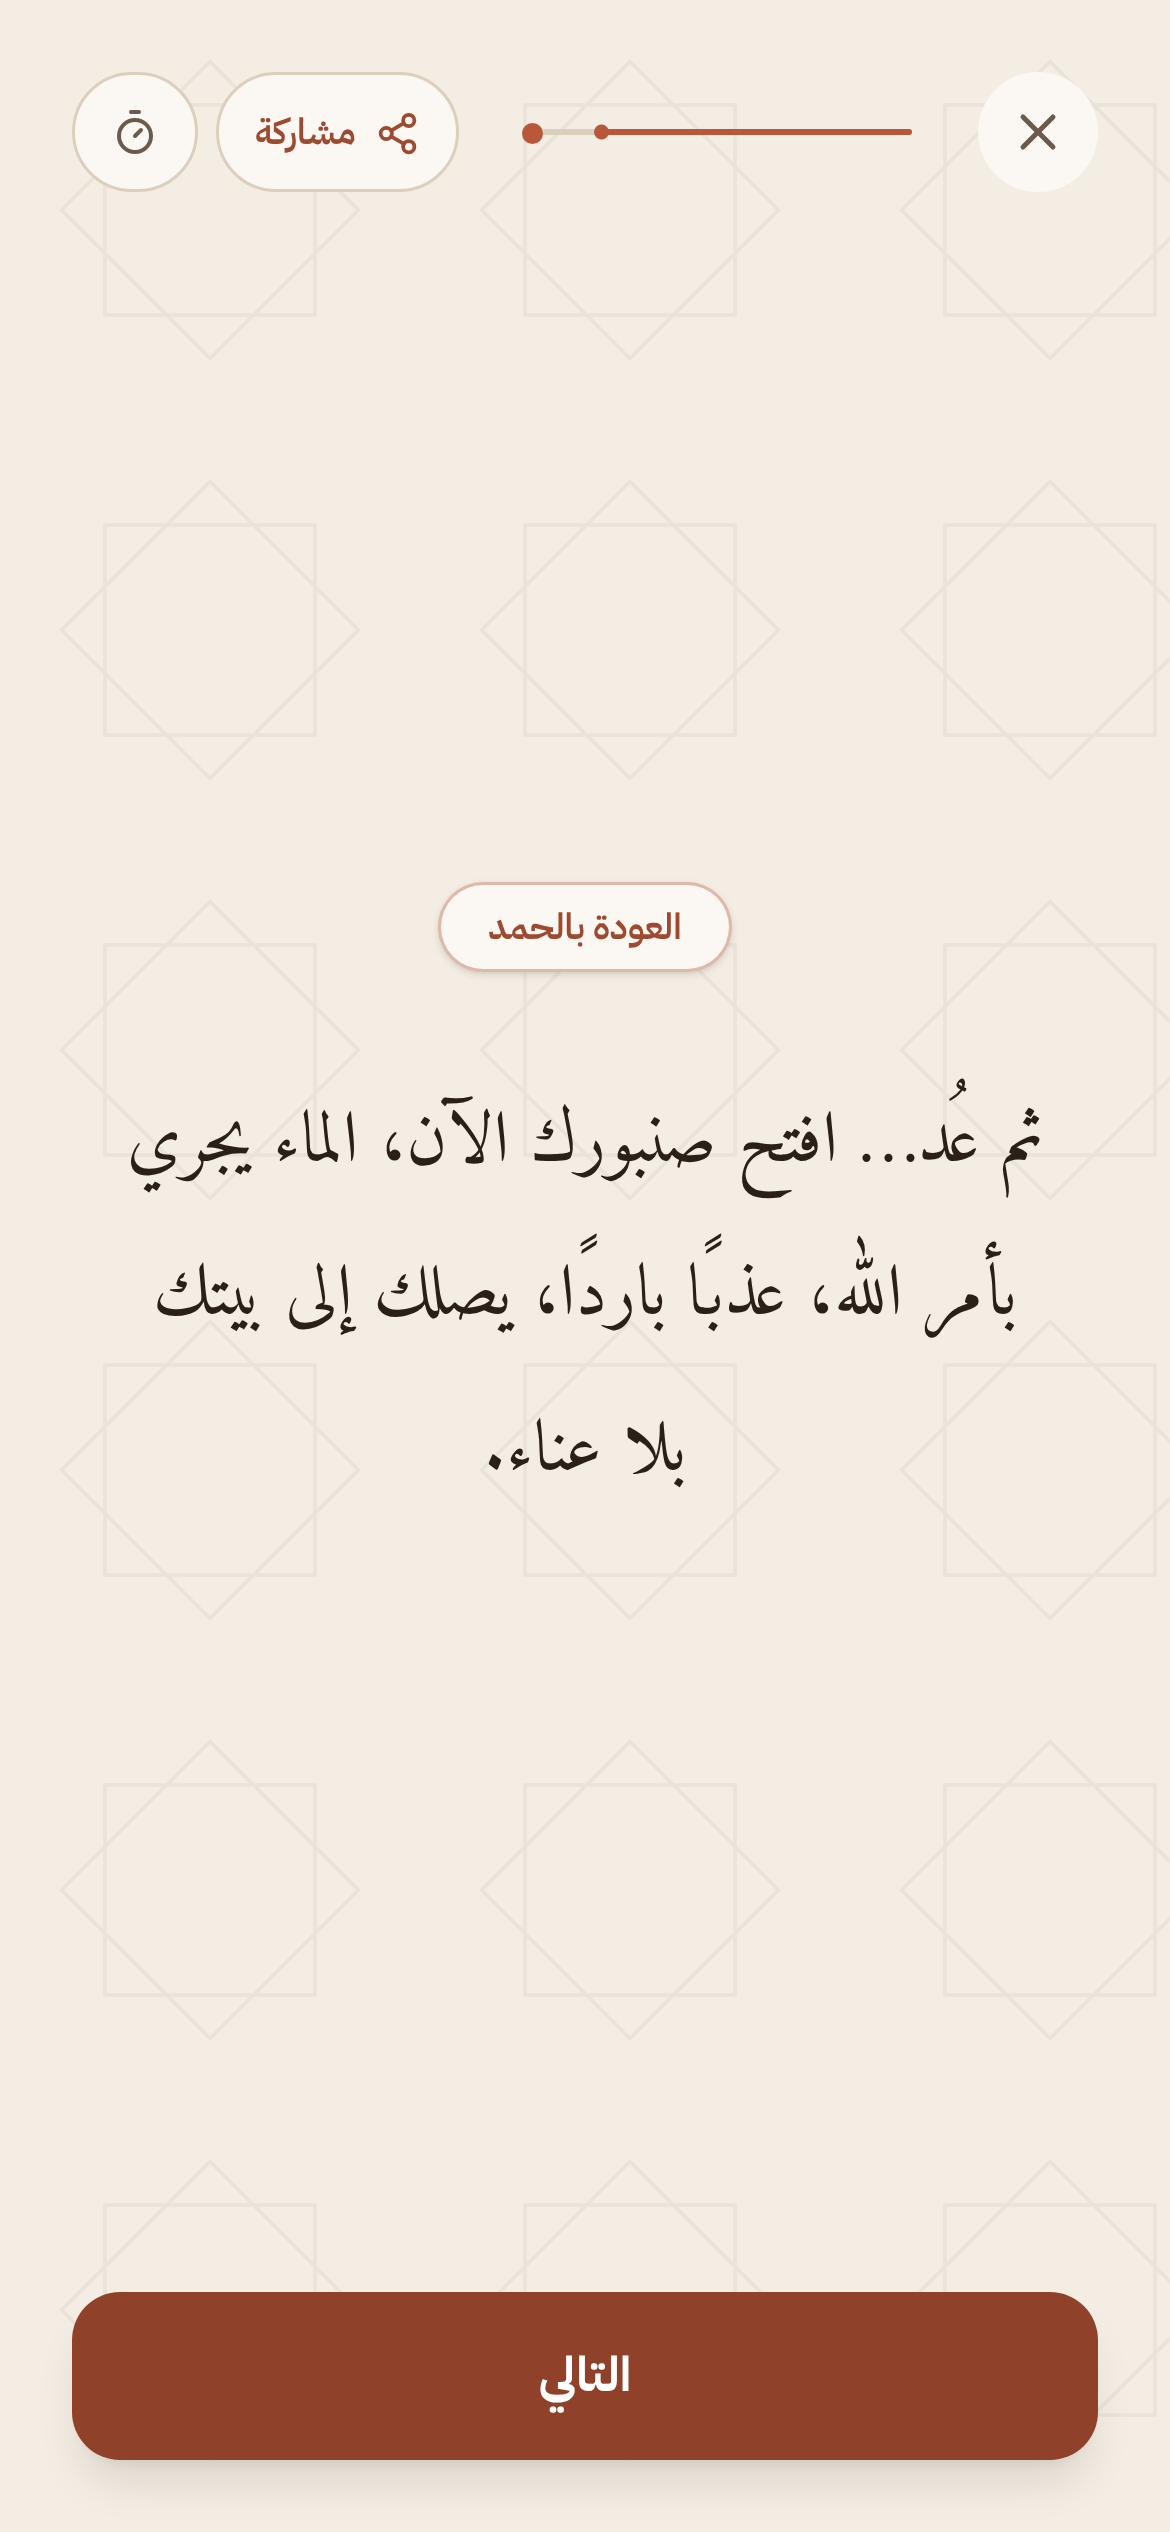 مشاركة
العودة بالحمد
ثم عُد... افتح صنبورك الآن، الماء يجري
بأمر الله، عذبًا باردًا، يصلك إلى بيتك
بلا عناء.
التالي